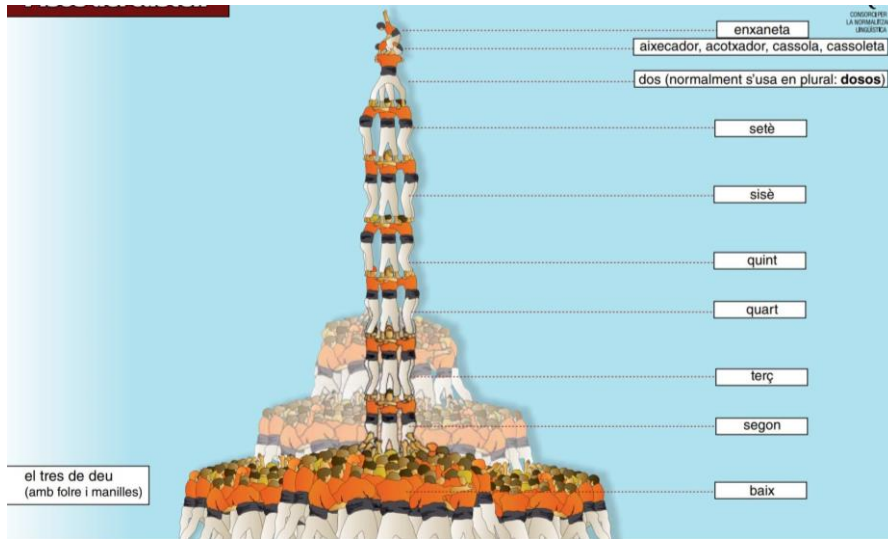 CONSORCI PER
LA NORMALITZACIÓ
LINGÜÍSTICA
enxaneta
aixecador, acotxador, cassola, cassoleta
dos (normalment s'usa en plural: dosos)
setè
sisè
quint
quart
terç
segon
el tres de deu
(amb folre i manilles)
baix